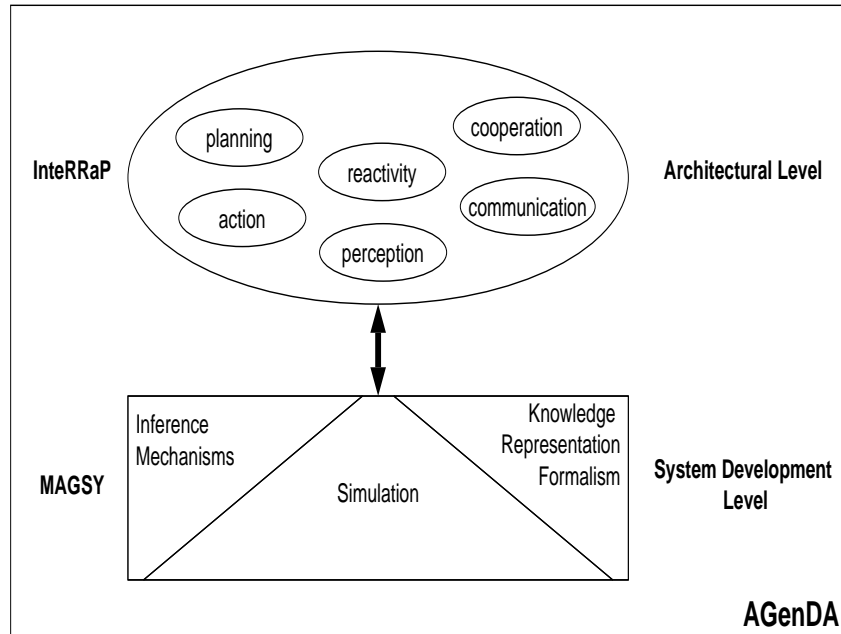 planning
cooperation
InteRRaP
reactivity
Architectural Level
action
communication
perception
Inference
Mechanisms
Knowledge
Representation
Formalism
MAGSY
Simulation
System Development
Level
AGenDA